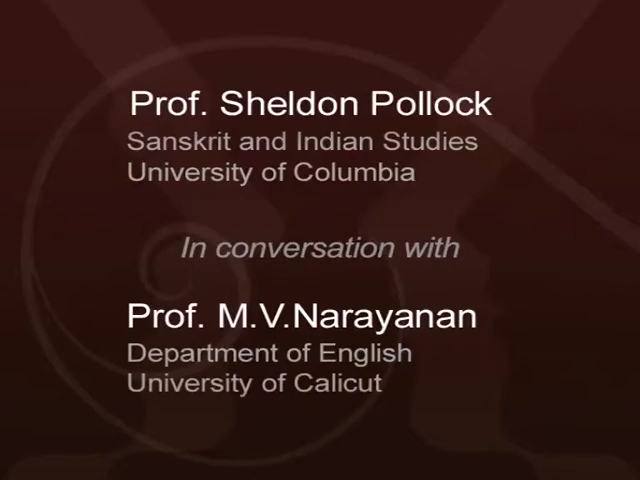 Prof. Sheldon Pollock
Sanskrit and Indian Studies
University of Columbia
In conversation with
Prof. M.V.Narayanan
Department of English
University of Calicut